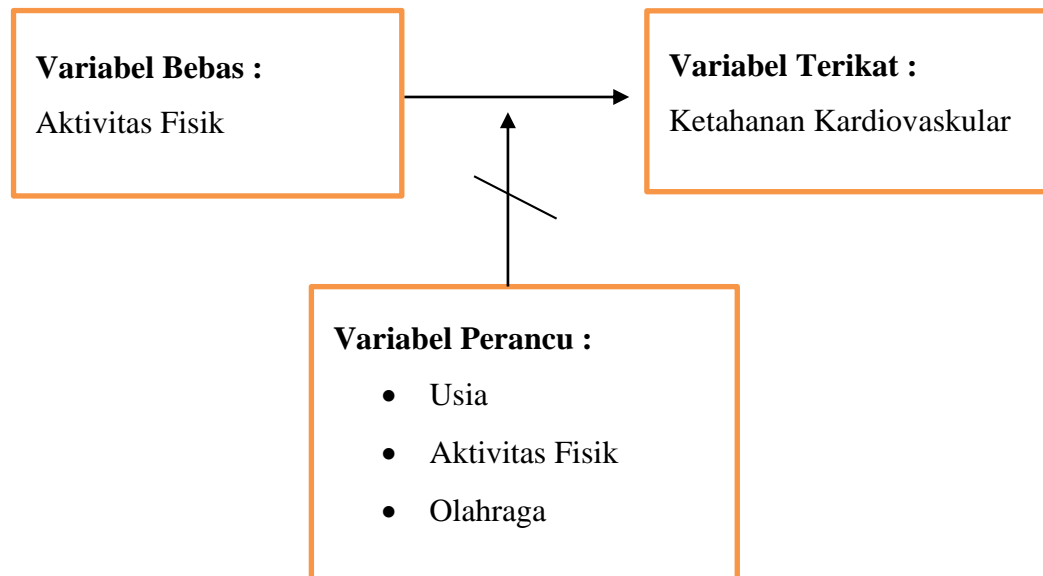 Variabel Bebas :
Aktivitas Fisik
Variabel Terikat :
Ketahanan Kardiovaskular
Variabel Perancu :
• Usia
• Aktivitas Fisik
• Olahraga